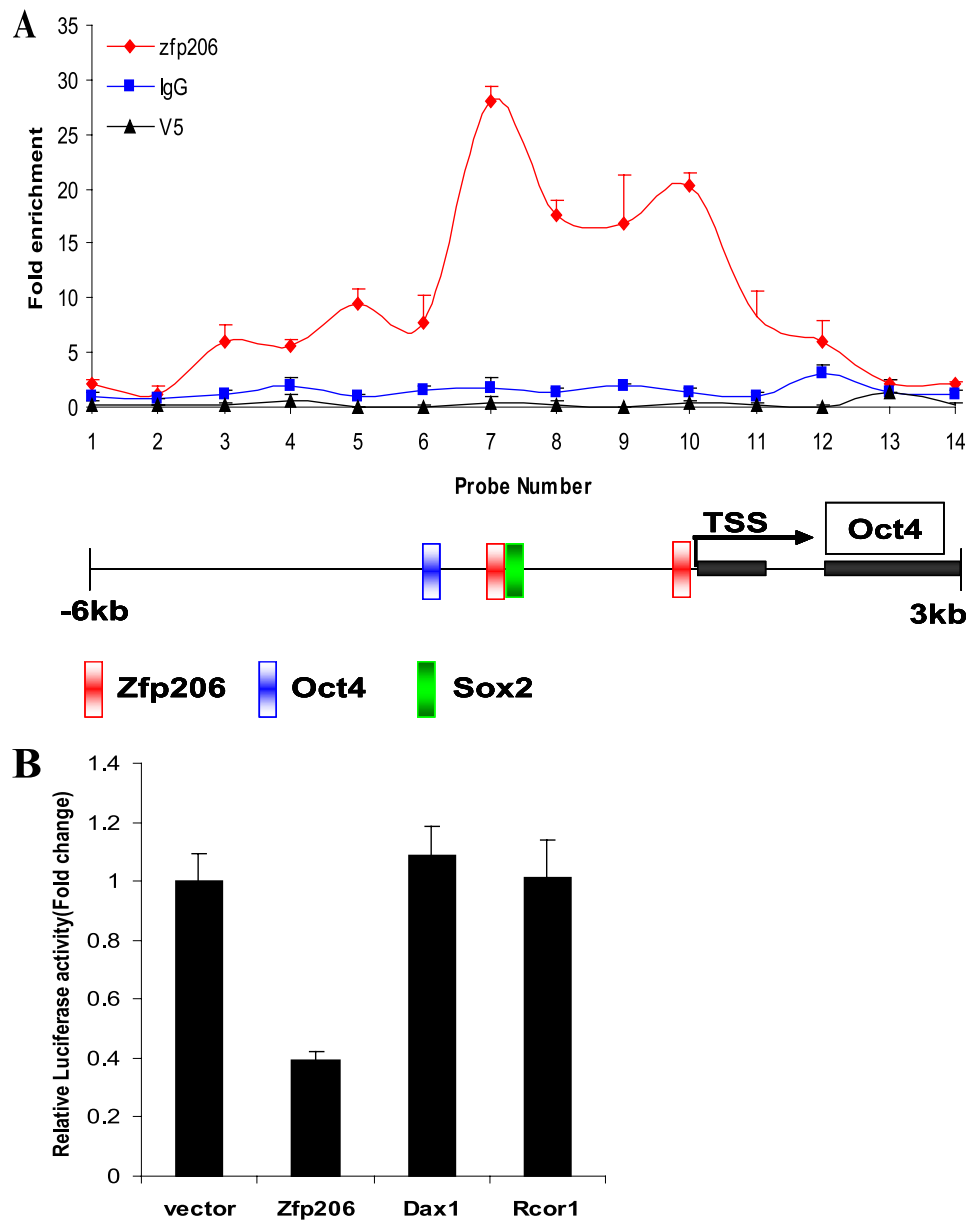 A
35
30
25
20
15
10
5
0
Fold enrichment
zfp206
IgG
V5
1 2 3 4 5 6 7 8 9 10 11 12 13 14
Probe Number
TSS
Oct4
-6kb
3kb
Zfp206 Oct4 Sox2
B
1.4
1.2
1
0.8
0.6
0.4
0.2
0
Relative Luciferase activity(Fold change)
vector Zfp206 Dax1 Rcor1